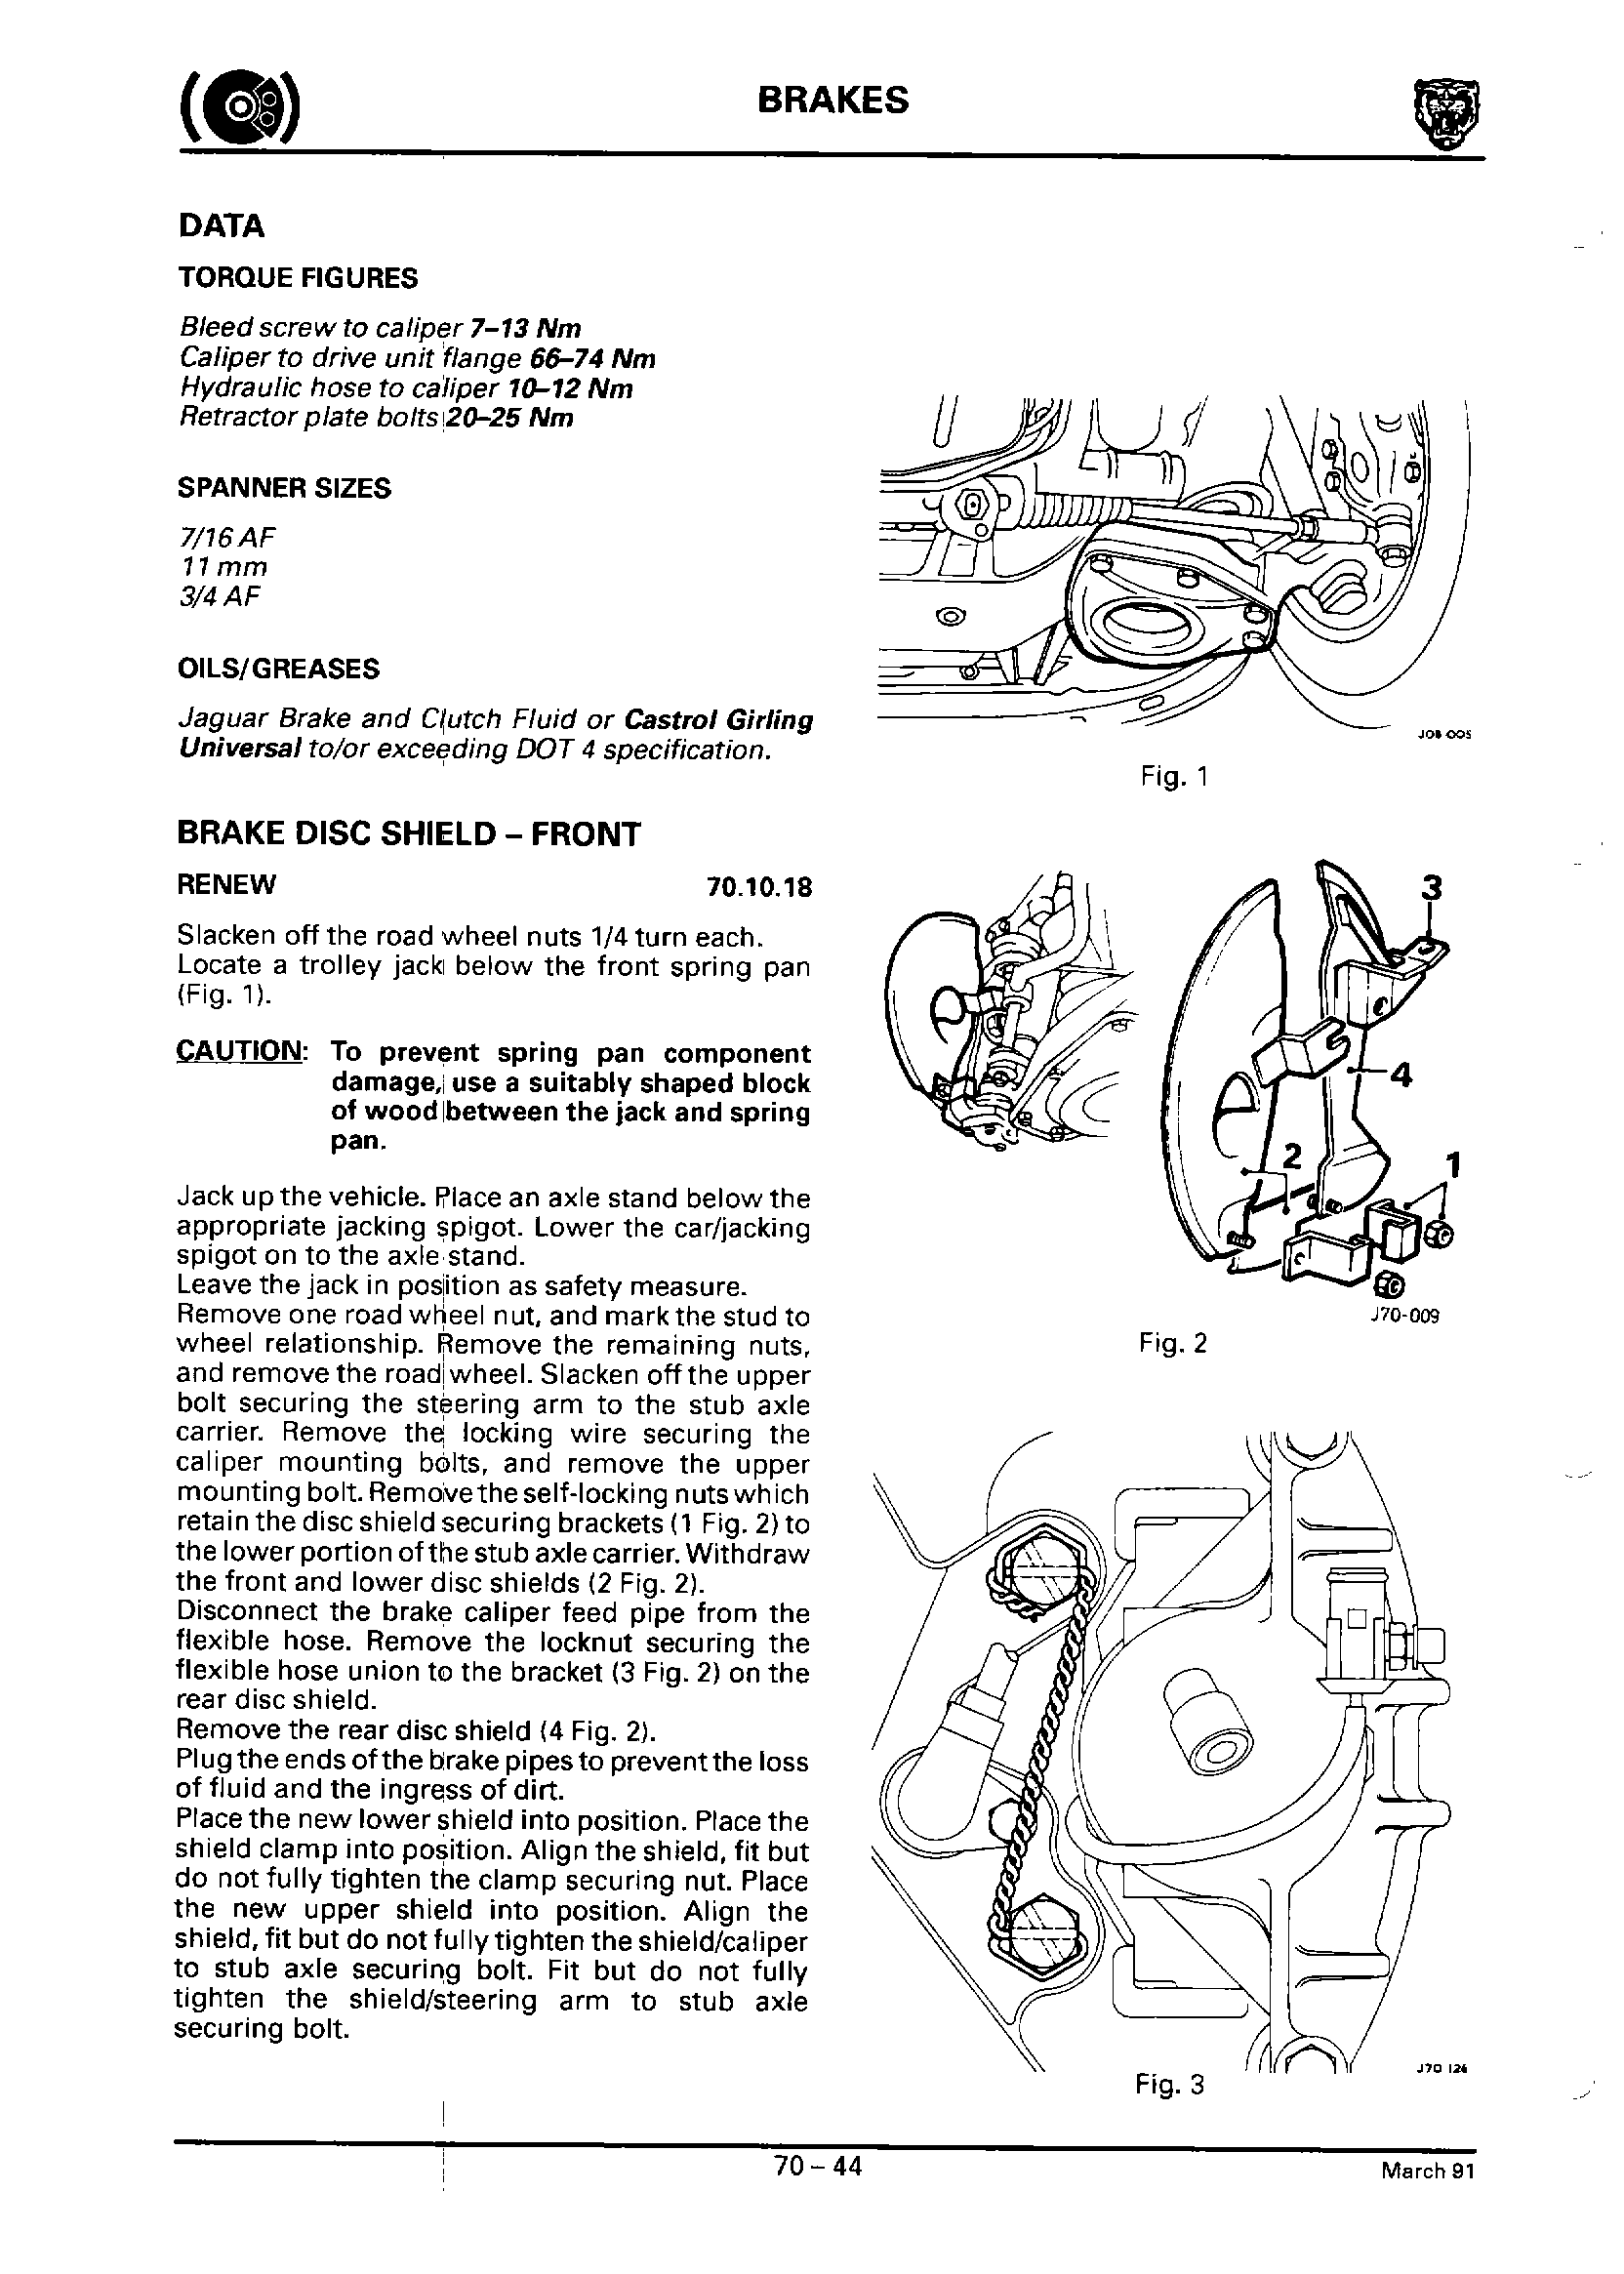 BRAKES
DATA
TORQUE FIGURES
Bleed screw to caliper 7–13 Nm
Caliper to drive unit flange 66–74 Nm
Hydraulic hose to caliper 10–12 Nm
Retractor plate bolts 20–25 Nm
SPANNER SIZES
7/16 AF
11 mm
3/4 AF
OILS/GREASES
Jaguar Brake and Clutch Fluid or Castrol Girling
Universal to/or exceeding DOT 4 specification.
BRAKE DISC SHIELD – FRONT
RENEW 70.10.18
Slacken off the road wheel nuts 1/4 turn each.
Locate a trolley jack below the front spring pan
(Fig. 1).
CAUTION: To prevent spring pan component
damage, use a suitably shaped block
of wood between the jack and spring
pan.
Jack up the vehicle. Place an axle stand below the
appropriate jacking spigot. Lower the car/jacking
spigot on to the axle stand.
Leave the jack in position as safety measure.
Remove one road wheel nut, and mark the stud to
wheel relationship. Remove the remaining nuts,
and remove the road wheel. Slacken off the upper
bolt securing the steering arm to the stub axle
carrier. Remove the locking wire securing the
caliper mounting bolts, and remove the upper
mounting bolt. Remove the self-locking nuts which
retain the disc shield securing brackets (1 Fig. 2) to
the lower portion of the stub axle carrier. Withdraw
the front and lower disc shields (2 Fig. 2).
Disconnect the brake caliper feed pipe from the
flexible hose. Remove the locknut securing the
flexible hose union to the bracket (3 Fig. 2) on the
rear disc shield.
Remove the rear disc shield (4 Fig. 2).
Plug the ends of the brake pipes to prevent the loss
of fluid and the ingress of dirt.
Place the new lower shield into position. Place the
shield clamp into position. Align the shield, fit but
do not fully tighten the clamp securing nut. Place
the new upper shield into position. Align the
shield, fit but do not fully tighten the shield/caliper
to stub axle securing bolt. Fit but do not fully
tighten the shield/steering arm to stub axle
securing bolt.
Fig. 1
3
4
2
1
J70-009
Fig. 2
J70 126
Fig. 3
70 – 44
March 91